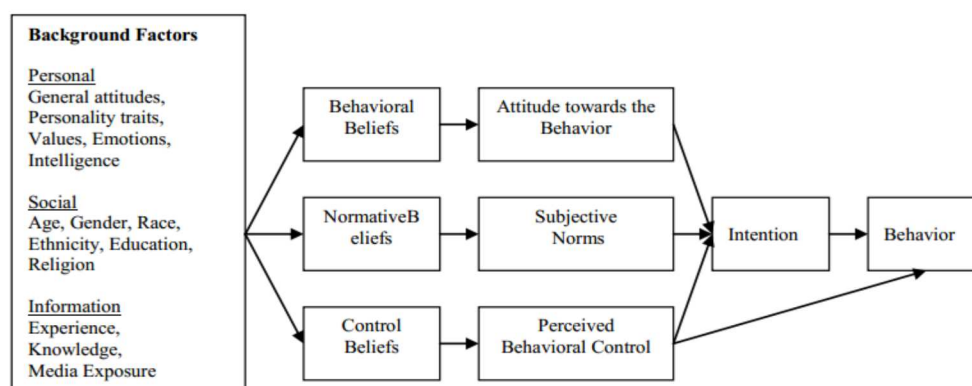 Background Factors
Personal
General attitudes,
Personality traits,
Values, Emotions,
Intelligence
Social
Age, Gender, Race,
Ethnicity, Education,
Religion
Information
Experience,
Knowledge,
Media Exposure
Behavioral
Beliefs
Attitude towards the
Behavior
NormativeB
eliefs
Subjective
Norms
Control
Beliefs
Perceived
Behavioral Control
Intention
Behavior